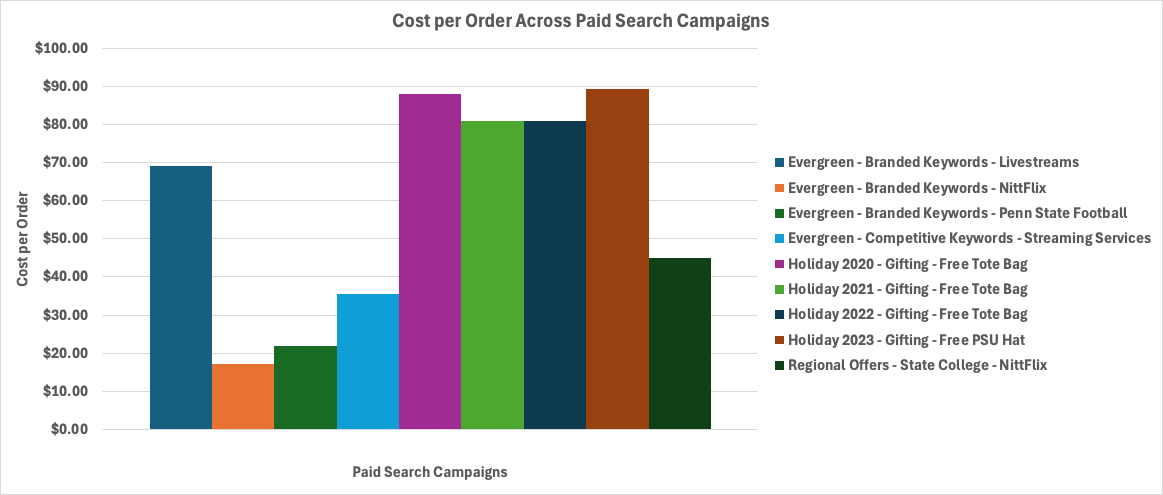 Cost per Order Across Paid Search Campaigns
$100.00
$90.00
$80.00
$70.00
$60.00
$50.00
$40.00
$30.00
$20.00
$10.00
$0.00
Cost per Order
Paid Search Campaigns
Evergreen - Branded Keywords - Livestreams
Evergreen - Branded Keywords - NittFlix
Evergreen - Branded Keywords - Penn State Football
Evergreen - Competitive Keywords - Streaming Services
Holiday 2020 - Gifting - Free Tote Bag
Holiday 2021 - Gifting - Free Tote Bag
Holiday 2022 - Gifting - Free Tote Bag
Holiday 2023 - Gifting - Free PSU Hat
Regional Offers - State College - NittFlix